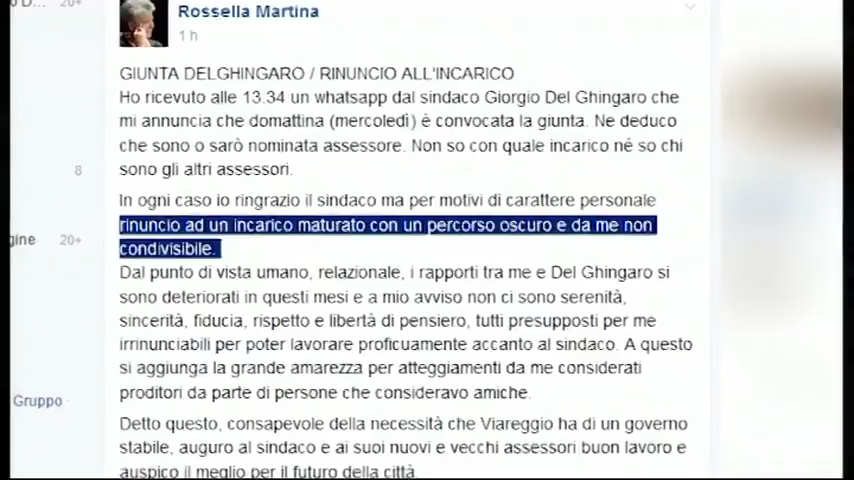 20+
Rossella Martina
1 h
GIUNTA DELGHINGARO / RINUNCIO ALL'INCARICO
Ho ricevuto alle 13.34 un whatsapp dal sindaco Giorgio Del Ghingaro che
mi annuncia che domattina (mercoledì) è convocata la giunta. Ne deduco
che sono o sarò nominata assessore. Non so con quale incarico né so chi
sono gli altri assessori.
8
In ogni caso io ringrazio il sindaco ma per motivi di carattere personale
rinuncio ad un incarico maturato con un percorso oscuro e da me non
gine 20+
condivisibile.
Dal punto di vista umano, relazionale, i rapporti tra me e Del Ghingaro si
sono deteriorati in questi mesi e a mio avviso non ci sono serenità,
sincerità, fiducia, rispetto e libertà di pensiero, tutti presupposti per me
irrinunciabili per poter lavorare proficuamente accanto al sindaco. A questo
si aggiunga la grande amarezza per atteggiamenti da me considerati
proditori da parte di persone che consideravo amiche.
Gruppo
Detto questo, consapevole della necessità che Viareggio ha di un governo
stabile, auguro al sindaco e ai suoi nuovi e vecchi assessori buon lavoro e
auspico il meglio per il futuro della città